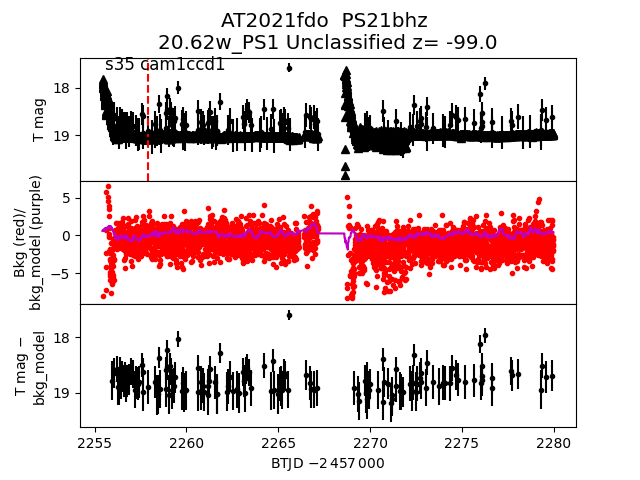 AT2021fdo  PS21bhz
20.62w_PS1 Unclassified z= -99.0
s35 cam1ccd1
T mag
18
19
Bkg (red)/
bkg_model (purple)
5
0
−5
T mag −
bkg_model
18
19
2255
2260
2265
2270
2275
2280
BTJD −2 457 000